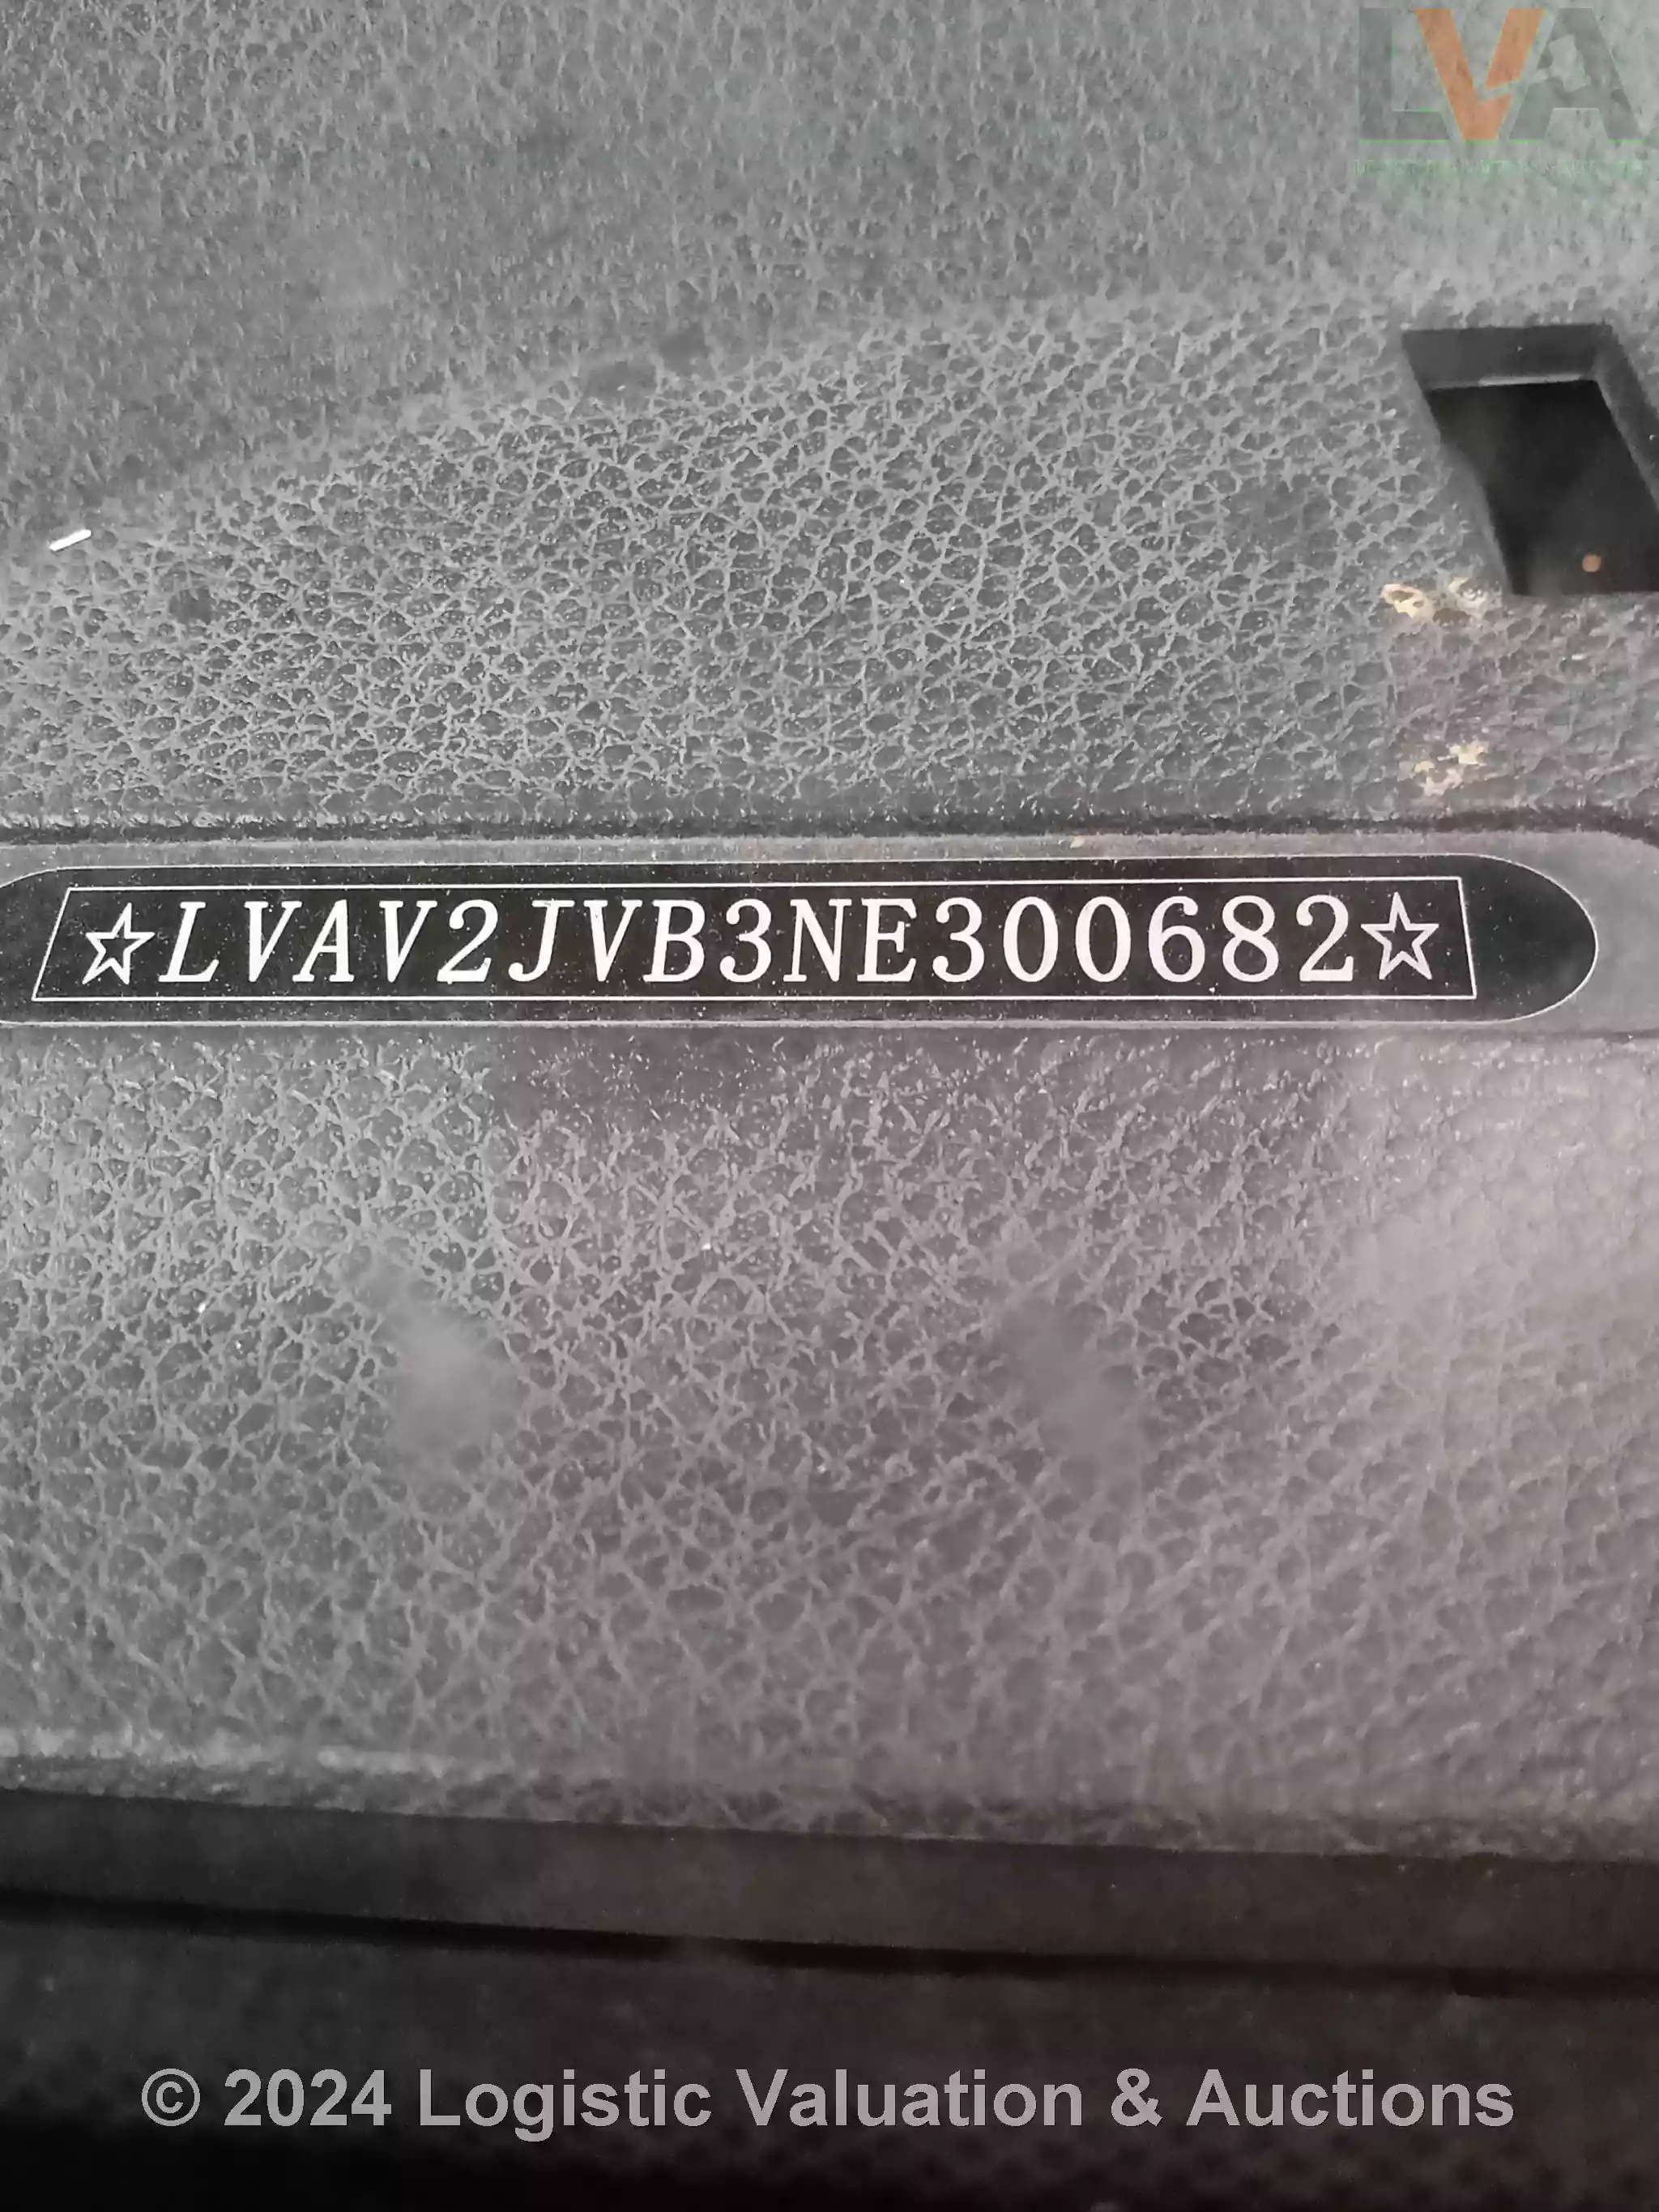 LVA
☆LVAV2JVB3NE300682☆
© 2024 Logistic Valuation & Auctions